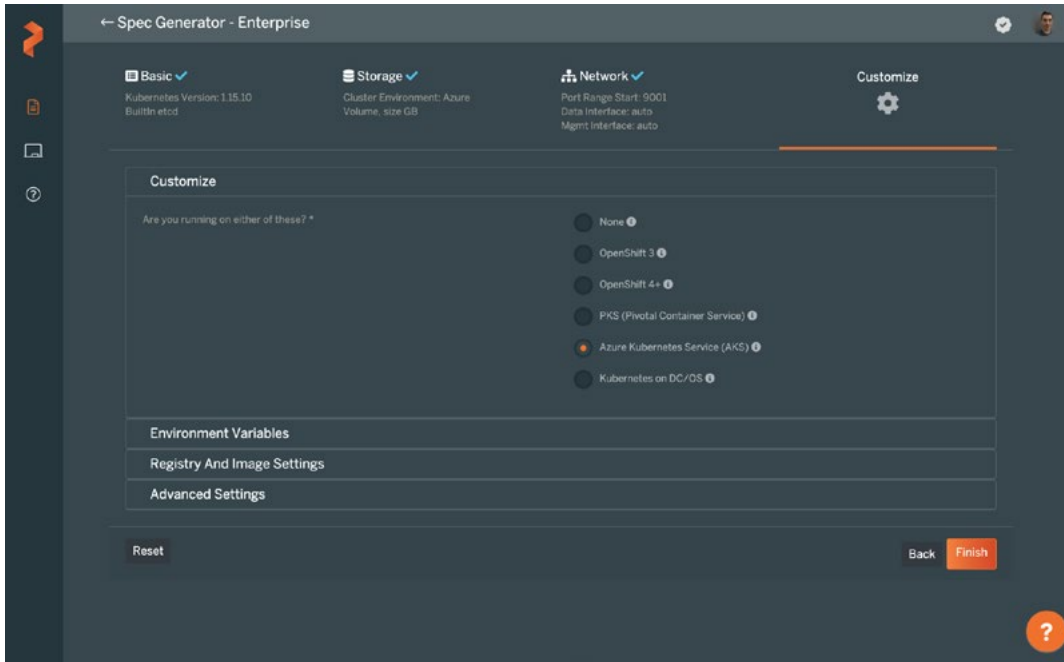 ← Spec Generator - Enterprise
Basic
Kubernetes Version: 1.15.10
Builtin etcd
Storage
Cluster Environment: Azure
Volume, size GB
Network
Port Range Start: 9001
Data Interface: auto
Mgmt Interface: auto
Customize
Customize
Are you running on either of these? *
None
OpenShift 3
OpenShift 4+
PKS (Pivotal Container Service)
Azure Kubernetes Service (AKS)
Kubernetes on DC/OS
Environment Variables
Registry And Image Settings
Advanced Settings
Reset
Back
Finish
?